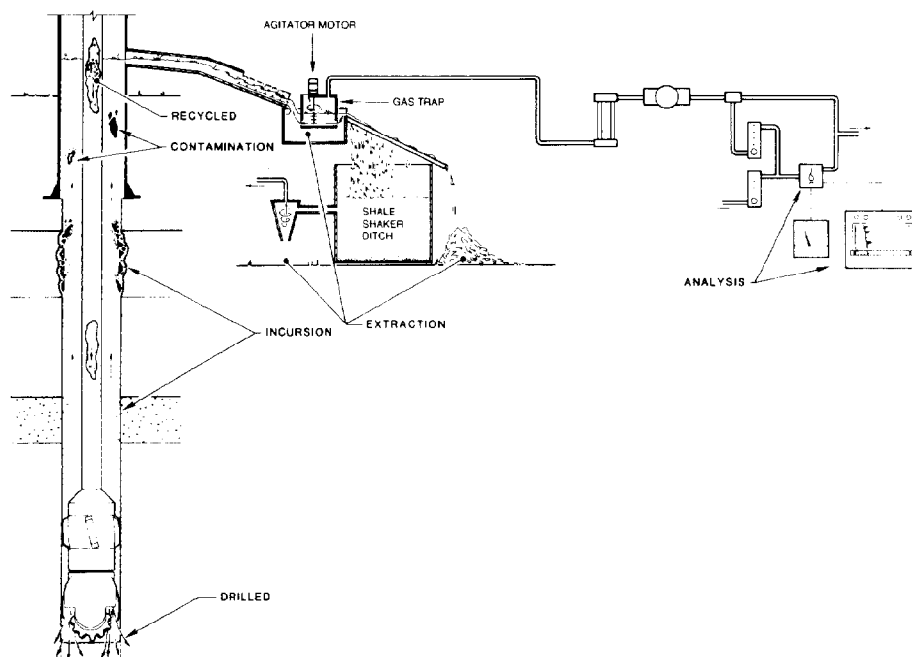 AGITATOR MOTOR
GAS TRAP
RECYCLED
CONTAMINATION
SHALE
SHAKER
DITCH
ANALYSIS
EXTRACTION
INCURSION
DRILLED